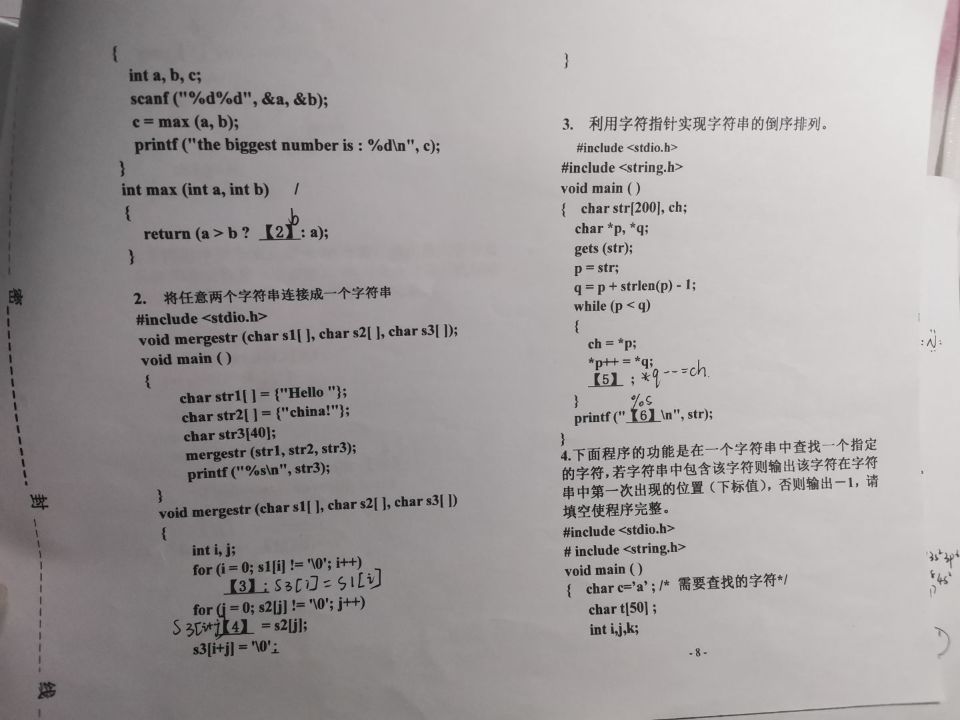 {
int a, b, c;
scanf ("%d%d", &a, &b);
c = max (a, b);
printf ("the biggest number is : %d\n", c);
}
int max (int a, int b) /
{
b
return (a > b ? 【2】: a);
}
2. 将任意两个字符串连接成一个字符串
#include <stdio.h>
void mergestr (char s1[ ], char s2[ ], char s3[ ]);
void main ( )
{
char str1[ ] = {"Hello "};
char str2[ ] = {"china!"};
char str3[40];
mergestr (str1, str2, str3);
printf ("%s\n", str3);
}
void mergestr (char s1[ ], char s2[ ], char s3[ ])
{
int i, j;
for (i = 0; s1[i] != '\0'; i++)
【3】; S3[i]=S1[i]
for (j = 0; s2[j] != '\0'; j++)
S3[i+j]【4】 = s2[j];
s3[i+j] = '\0';
}
3. 利用字符指针实现字符串的倒序排列。
#include <stdio.h>
#include <string.h>
void main ( )
{ char str[200], ch;
char *p, *q;
gets (str);
p = str;
q = p + strlen(p) - 1;
while (p < q)
{
ch = *p;
*p++ = *q;
【5】 ; *q--=ch.
}
%s
printf ("【6】\n", str);
}
4.下面程序的功能是在一个字符串中查找一个指定
的字符,若字符串中包含该字符则输出该字符在字符
串中第一次出现的位置（下标值），否则输出－1，请
填空使程序完整。
#include <stdio.h>
# include <string.h>
void main ( )
{ char c='a' ; /* 需要查找的字符*/
char t[50] ;
int i,j,k;
- 8 -
密
封
线